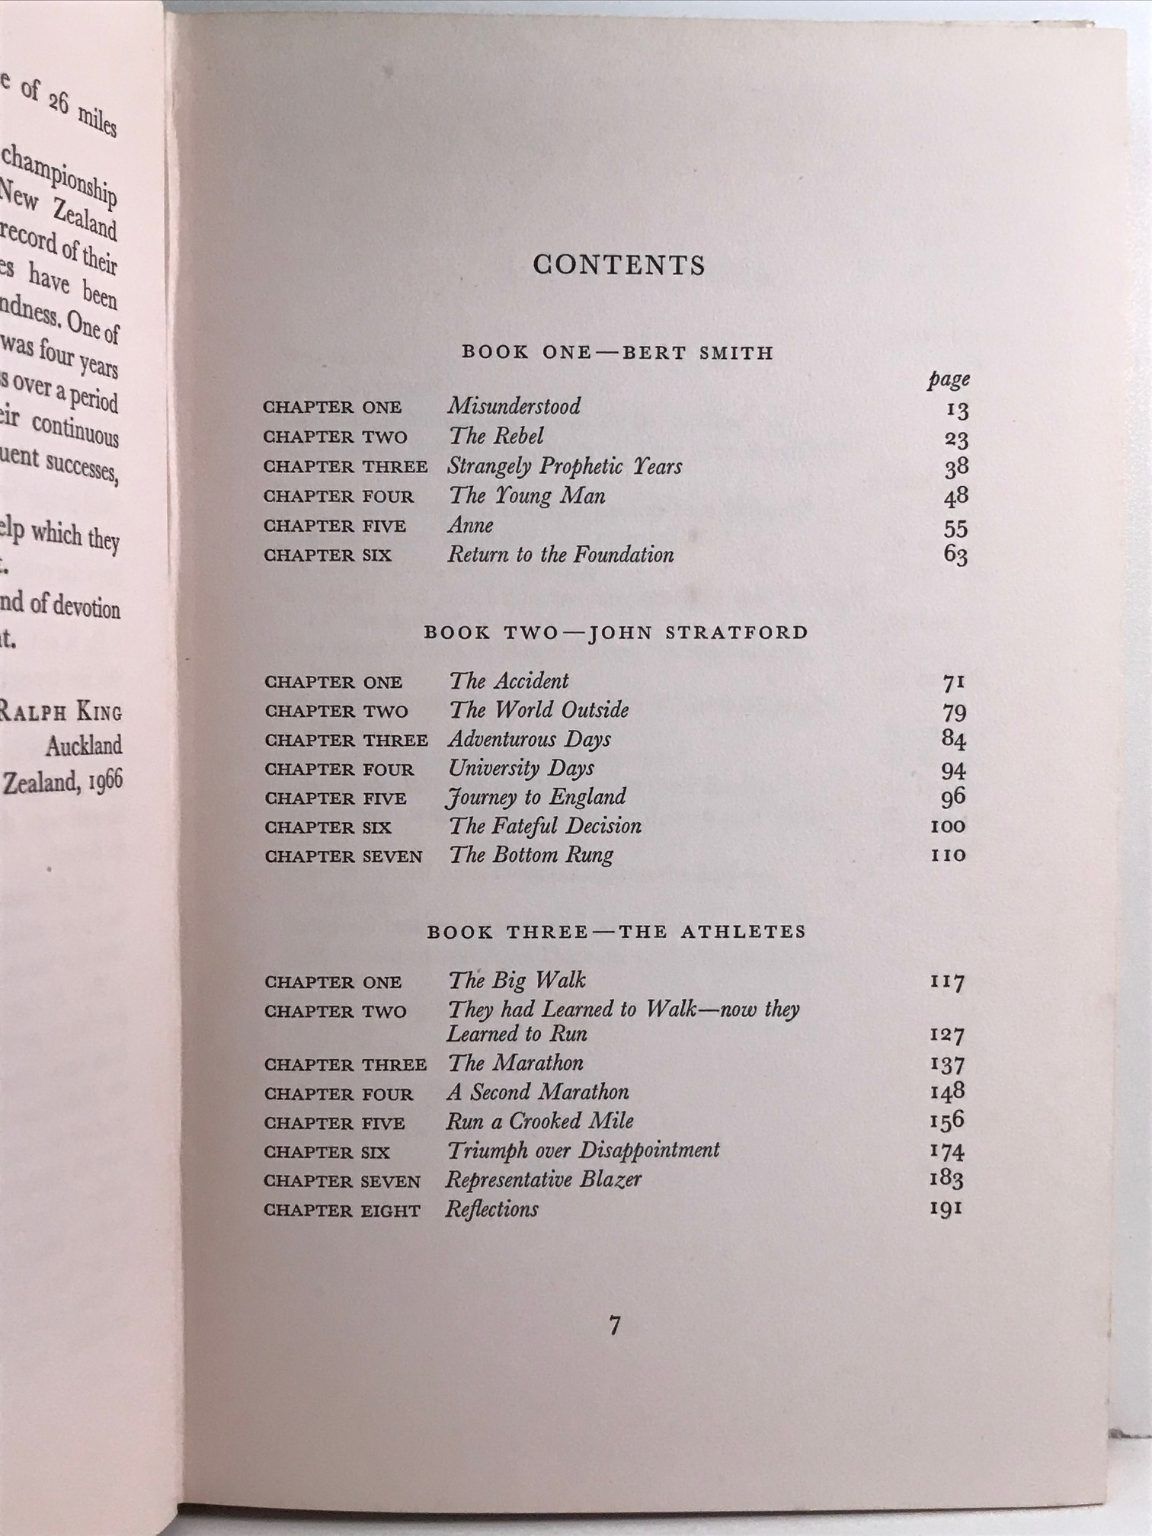 e of 26 miles
championship
New Zealand
record of their
es have been
ndness. One of
was four years
s over a period
eir continuous
uent successes,
elp which they
t.
nd of devotion
nt.
RALPH KING
Auckland
Zealand, 1966
CONTENTS
BOOK ONE—BERT SMITH
page
CHAPTER ONE Misunderstood 13
CHAPTER TWO The Rebel 23
CHAPTER THREE Strangely Prophetic Years 38
CHAPTER FOUR The Young Man 48
CHAPTER FIVE Anne 55
CHAPTER SIX Return to the Foundation 63
BOOK TWO—JOHN STRATFORD
CHAPTER ONE The Accident 71
CHAPTER TWO The World Outside 79
CHAPTER THREE Adventurous Days 84
CHAPTER FOUR University Days 94
CHAPTER FIVE Journey to England 96
CHAPTER SIX The Fateful Decision 100
CHAPTER SEVEN The Bottom Rung 110
BOOK THREE—THE ATHLETES
CHAPTER ONE The Big Walk 117
CHAPTER TWO They had Learned to Walk—now they
Learned to Run 127
CHAPTER THREE The Marathon 137
CHAPTER FOUR A Second Marathon 148
CHAPTER FIVE Run a Crooked Mile 156
CHAPTER SIX Triumph over Disappointment 174
CHAPTER SEVEN Representative Blazer 183
CHAPTER EIGHT Reflections 191
7